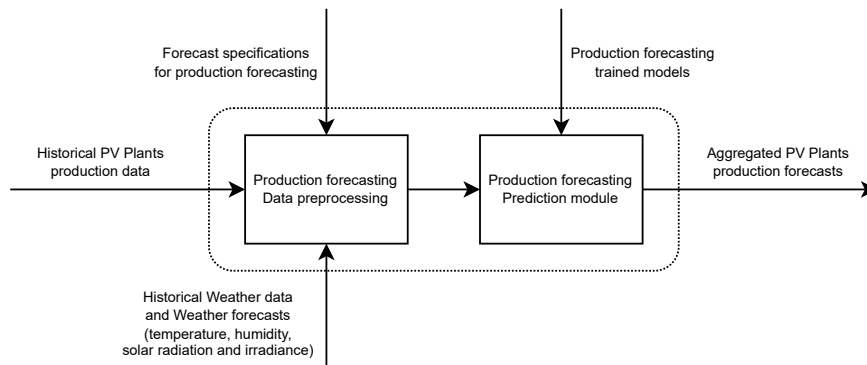 Forecast specifications
for production forecasting
Production forecasting
trained models
Historical PV Plants
production data
Production forecasting
Data preprocessing
Production forecasting
Prediction module
Aggregated PV Plants
production forecasts
Historical Weather data
and Weather forecasts
(temperature, humidity,
solar radiation and irradiance)